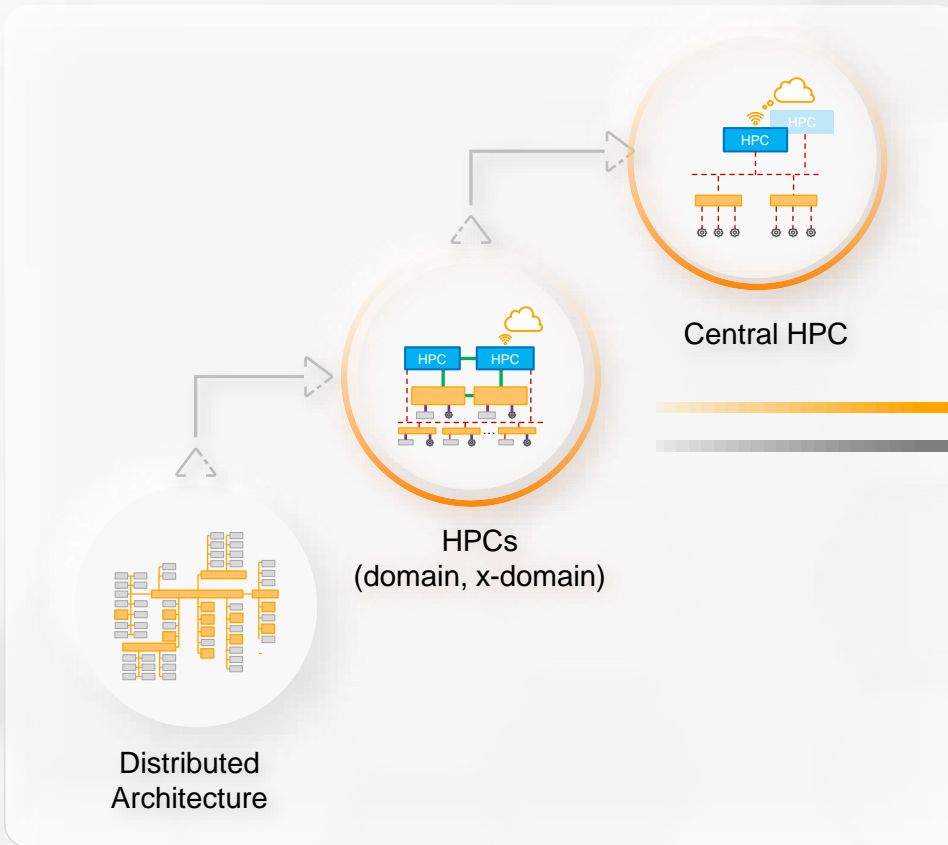 HPC
HPC
Central HPC
HPC
HPC
HPCs
(domain, x-domain)
Distributed
Architecture